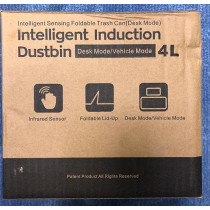 Intelligent Sensing Foldable Trash Can(Desk Mode)
Intelligent Induction
Dustbin Desk Mode/Vehicle Mode 4L
Infrared Sensor Foldable Lid-Up Desk Mode/Vehicle Mode
Patent Product All Rights Reserved